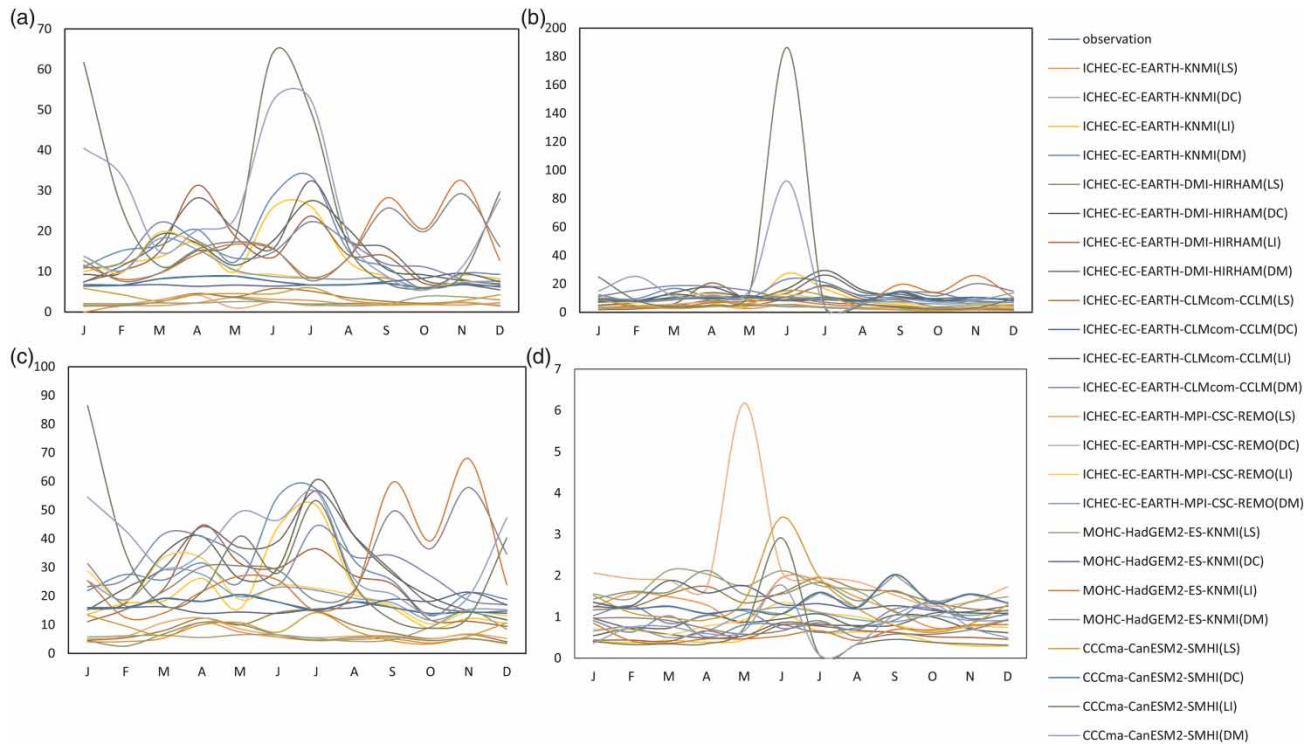 (a)
70
60
50
40
30
20
10
0
J F M A M J J A S O N D
(b)
200
180
160
140
120
100
80
60
40
20
0
J F M A M J J A S O N D
(c)
100
90
80
70
60
50
40
30
20
10
0
J F M A M J J A S O N D
(d)
7
6
5
4
3
2
1
0
J F M A M J J A S O N D
observation
ICHEC-EC-EARTH-KNMI(LS)
ICHEC-EC-EARTH-KNMI(DC)
ICHEC-EC-EARTH-KNMI(LI)
ICHEC-EC-EARTH-KNMI(DM)
ICHEC-EC-EARTH-DMI-HIRHAM(LS)
ICHEC-EC-EARTH-DMI-HIRHAM(DC)
ICHEC-EC-EARTH-DMI-HIRHAM(LI)
ICHEC-EC-EARTH-DMI-HIRHAM(DM)
ICHEC-EC-EARTH-CLMcom-CCLM(LS)
ICHEC-EC-EARTH-CLMcom-CCLM(DC)
ICHEC-EC-EARTH-CLMcom-CCLM(LI)
ICHEC-EC-EARTH-CLMcom-CCLM(DM)
ICHEC-EC-EARTH-MPI-CSC-REMO(LS)
ICHEC-EC-EARTH-MPI-CSC-REMO(DC)
ICHEC-EC-EARTH-MPI-CSC-REMO(LI)
ICHEC-EC-EARTH-MPI-CSC-REMO(DM)
MOHC-HadGEM2-ES-KNMI(LS)
MOHC-HadGEM2-ES-KNMI(DC)
MOHC-HadGEM2-ES-KNMI(LI)
MOHC-HadGEM2-ES-KNMI(DM)
CCCma-CanESM2-SMHI(LS)
CCCma-CanESM2-SMHI(DC)
CCCma-CanESM2-SMHI(LI)
CCCma-CanESM2-SMHI(DM)